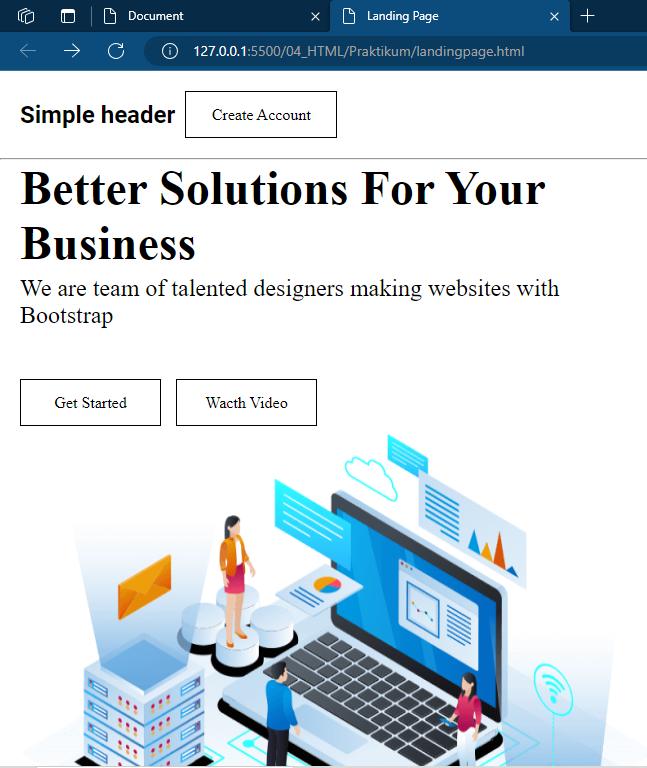 Document
Landing Page
127.0.0.1:5500/04_HTML/Praktikum/landingpage.html
Simple header
Create Account
Better Solutions For Your
Business
We are team of talented designers making websites with
Bootstrap
Get Started
Wacth Video